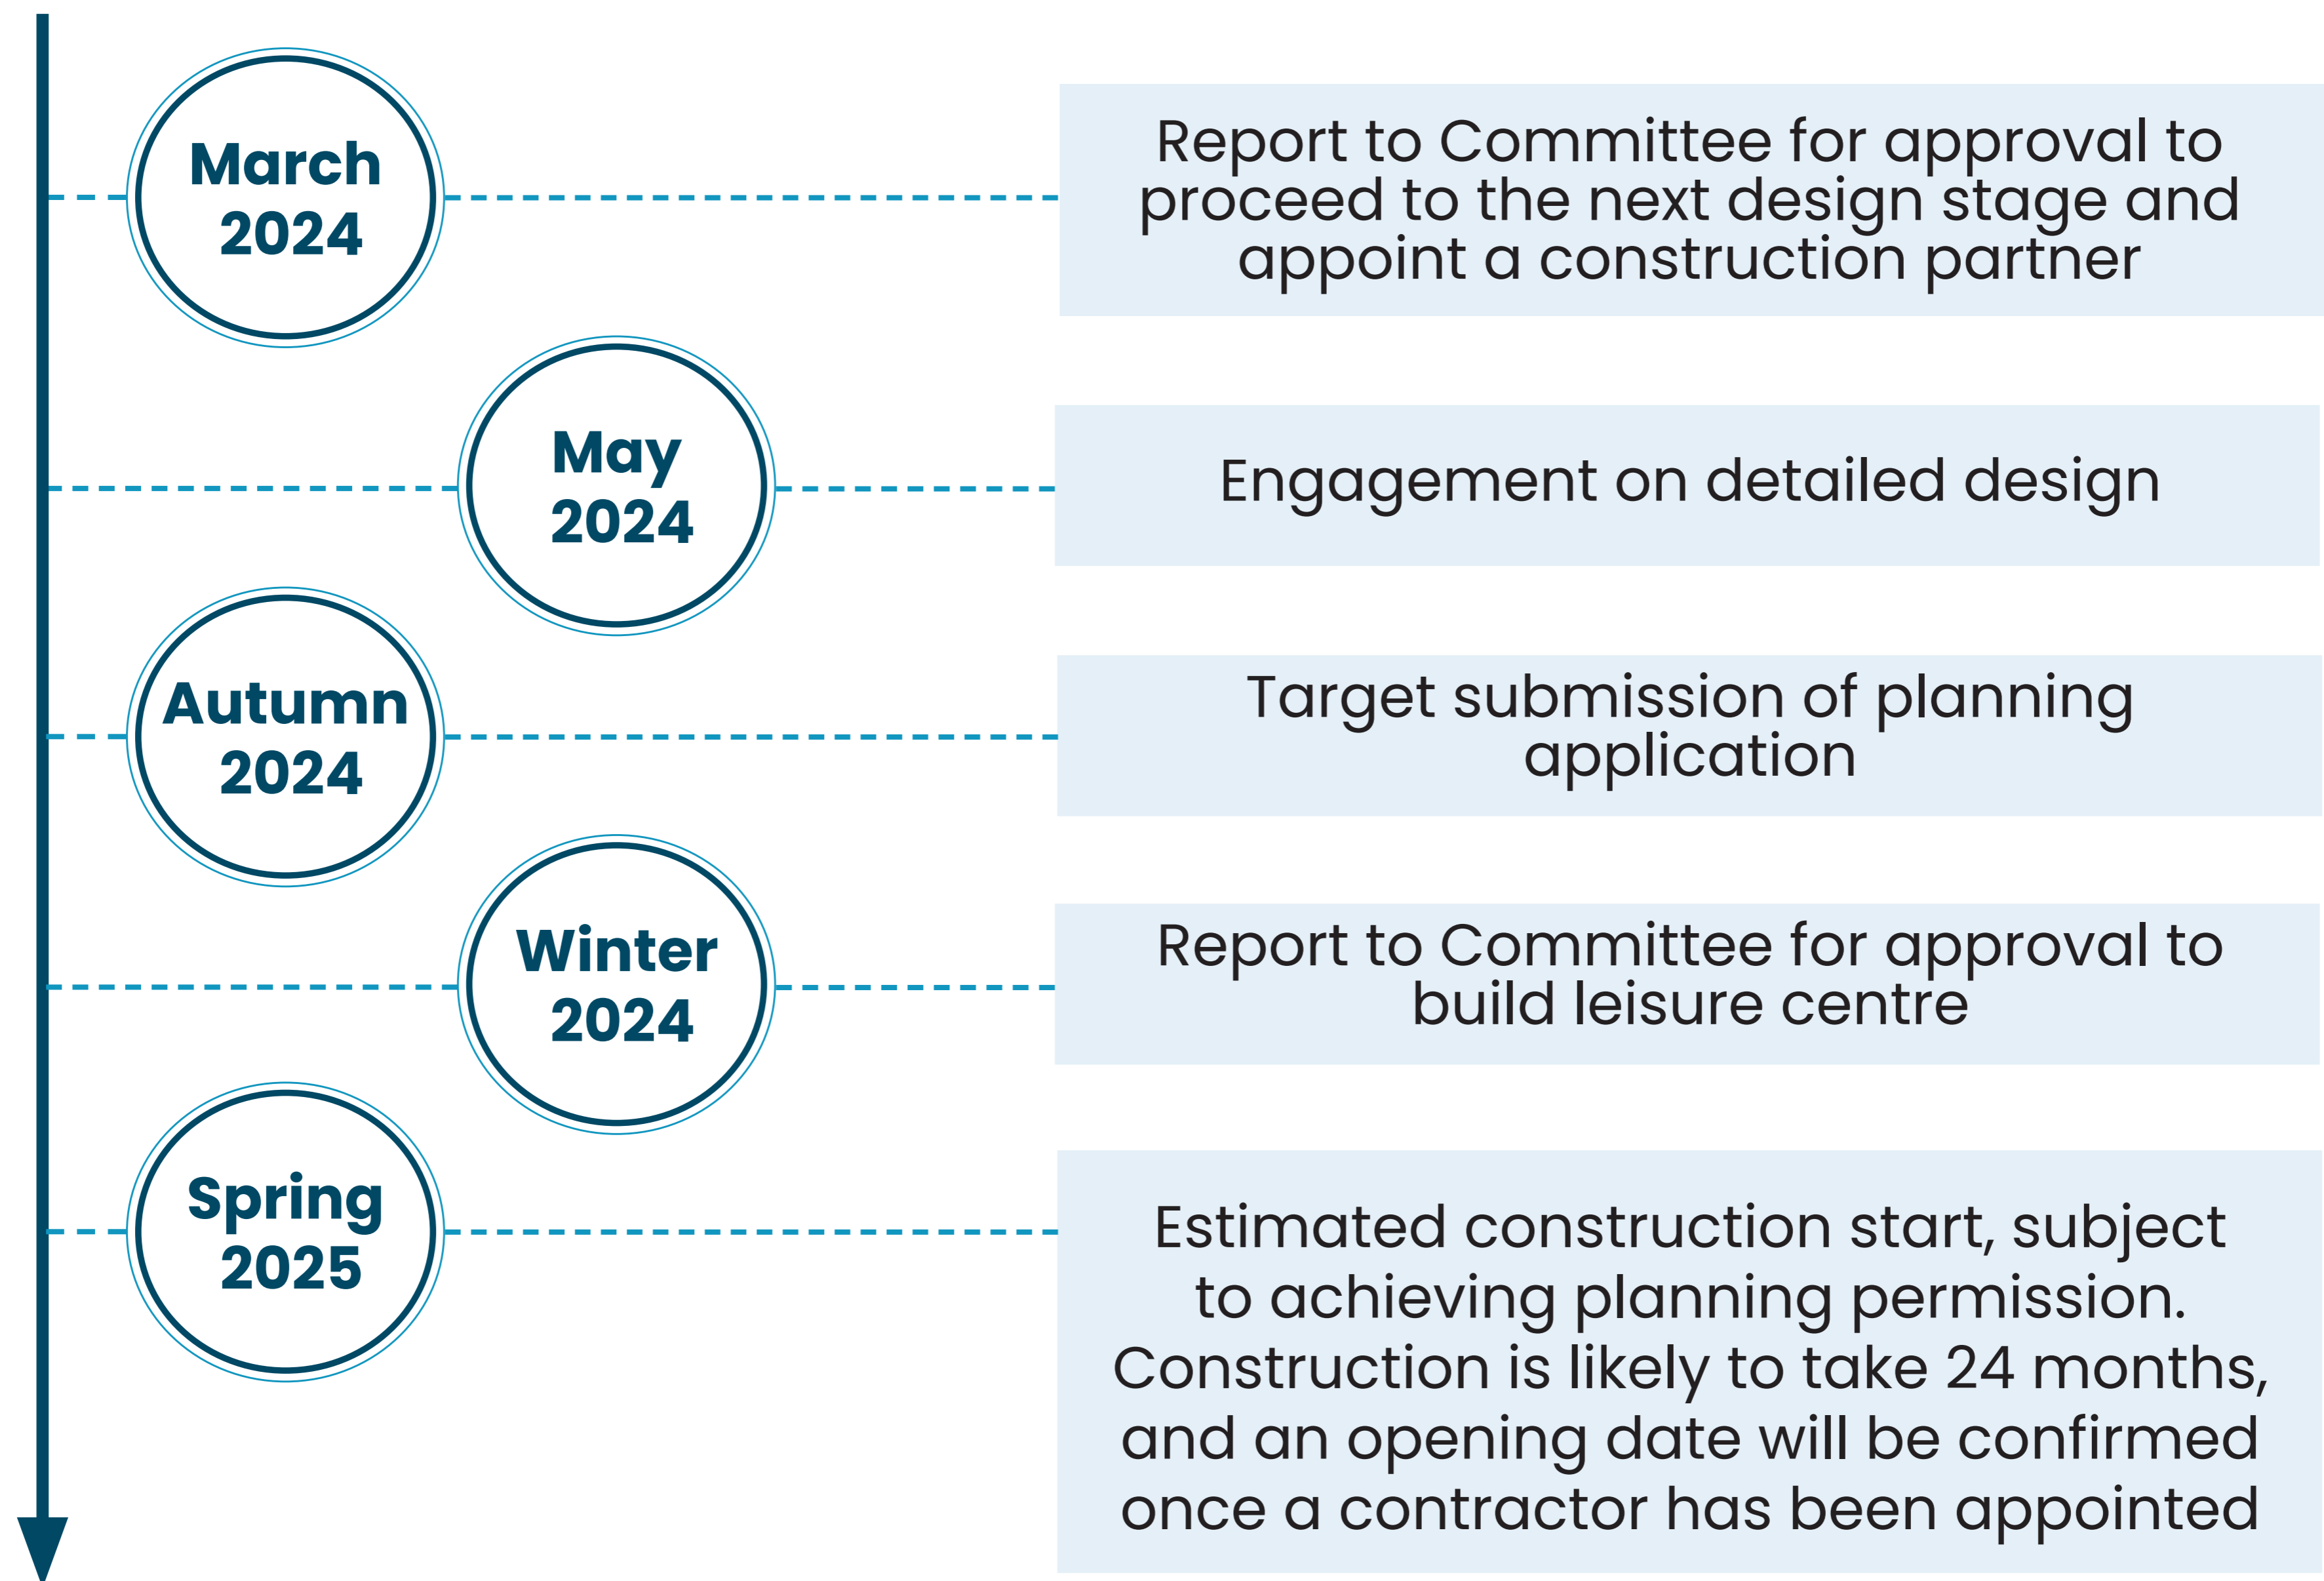 March
2024
Report to Committee for approval to
proceed to the next design stage and
appoint a construction partner
May
2024
Engagement on detailed design
Autumn
2024
Target submission of planning
application
Winter
2024
Report to Committee for approval to
build leisure centre
Spring
2025
Estimated construction start, subject
to achieving planning permission.
Construction is likely to take 24 months,
and an opening date will be confirmed
once a contractor has been appointed